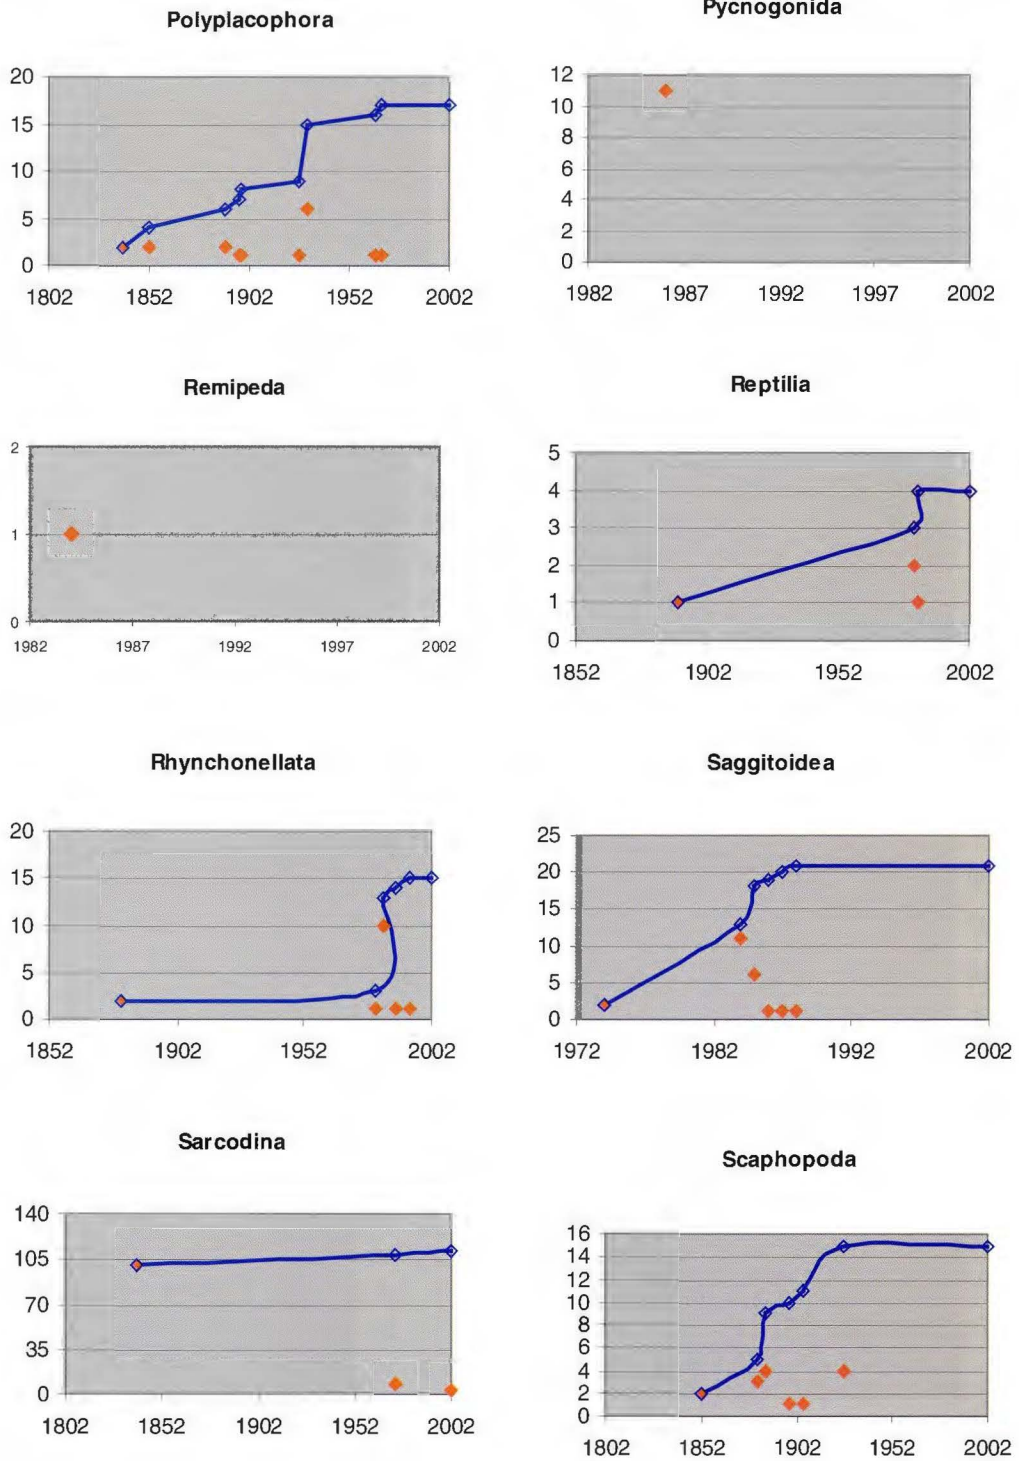 Polyplacophora
20
15
10
5
0
1802 1852 1902 1952 2002
Pycnogonida
12
10
8
6
4
2
0
1982 1987 1992 1997 2002
Remipeda
2
1
0
1982 1987 1992 1997 2002
Reptilia
5
4
3
2
1
0
1852 1902 1952 2002
Rhynchonellata
20
15
10
5
0
1852 1902 1952 2002
Saggitoidea
25
20
15
10
5
0
1972 1982 1992 2002
Sarcodina
140
105
70
35
0
1802 1852 1902 1952 2002
Scaphopoda
16
14
12
10
8
6
4
2
0
1802 1852 1902 1952 2002